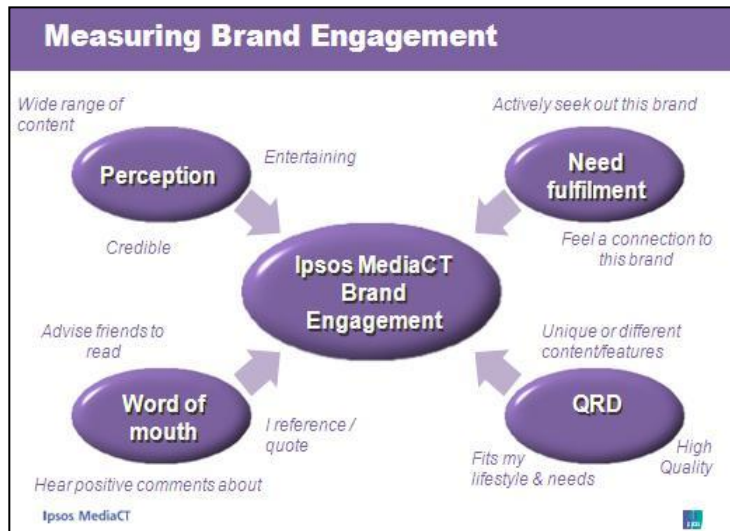 Measuring Brand Engagement
Wide range of
content
Perception
Entertaining
Credible
Actively seek out this brand
Need
fulfilment
Feel a connection to
this brand
Ipsos MediaCT
Brand
Engagement
Advise friends to
read
Word of
mouth
I reference /
quote
Hear positive comments about
Unique or different
content/features
QRD
Fits my
lifestyle & needs
High
Quality
Ipsos MediaCT